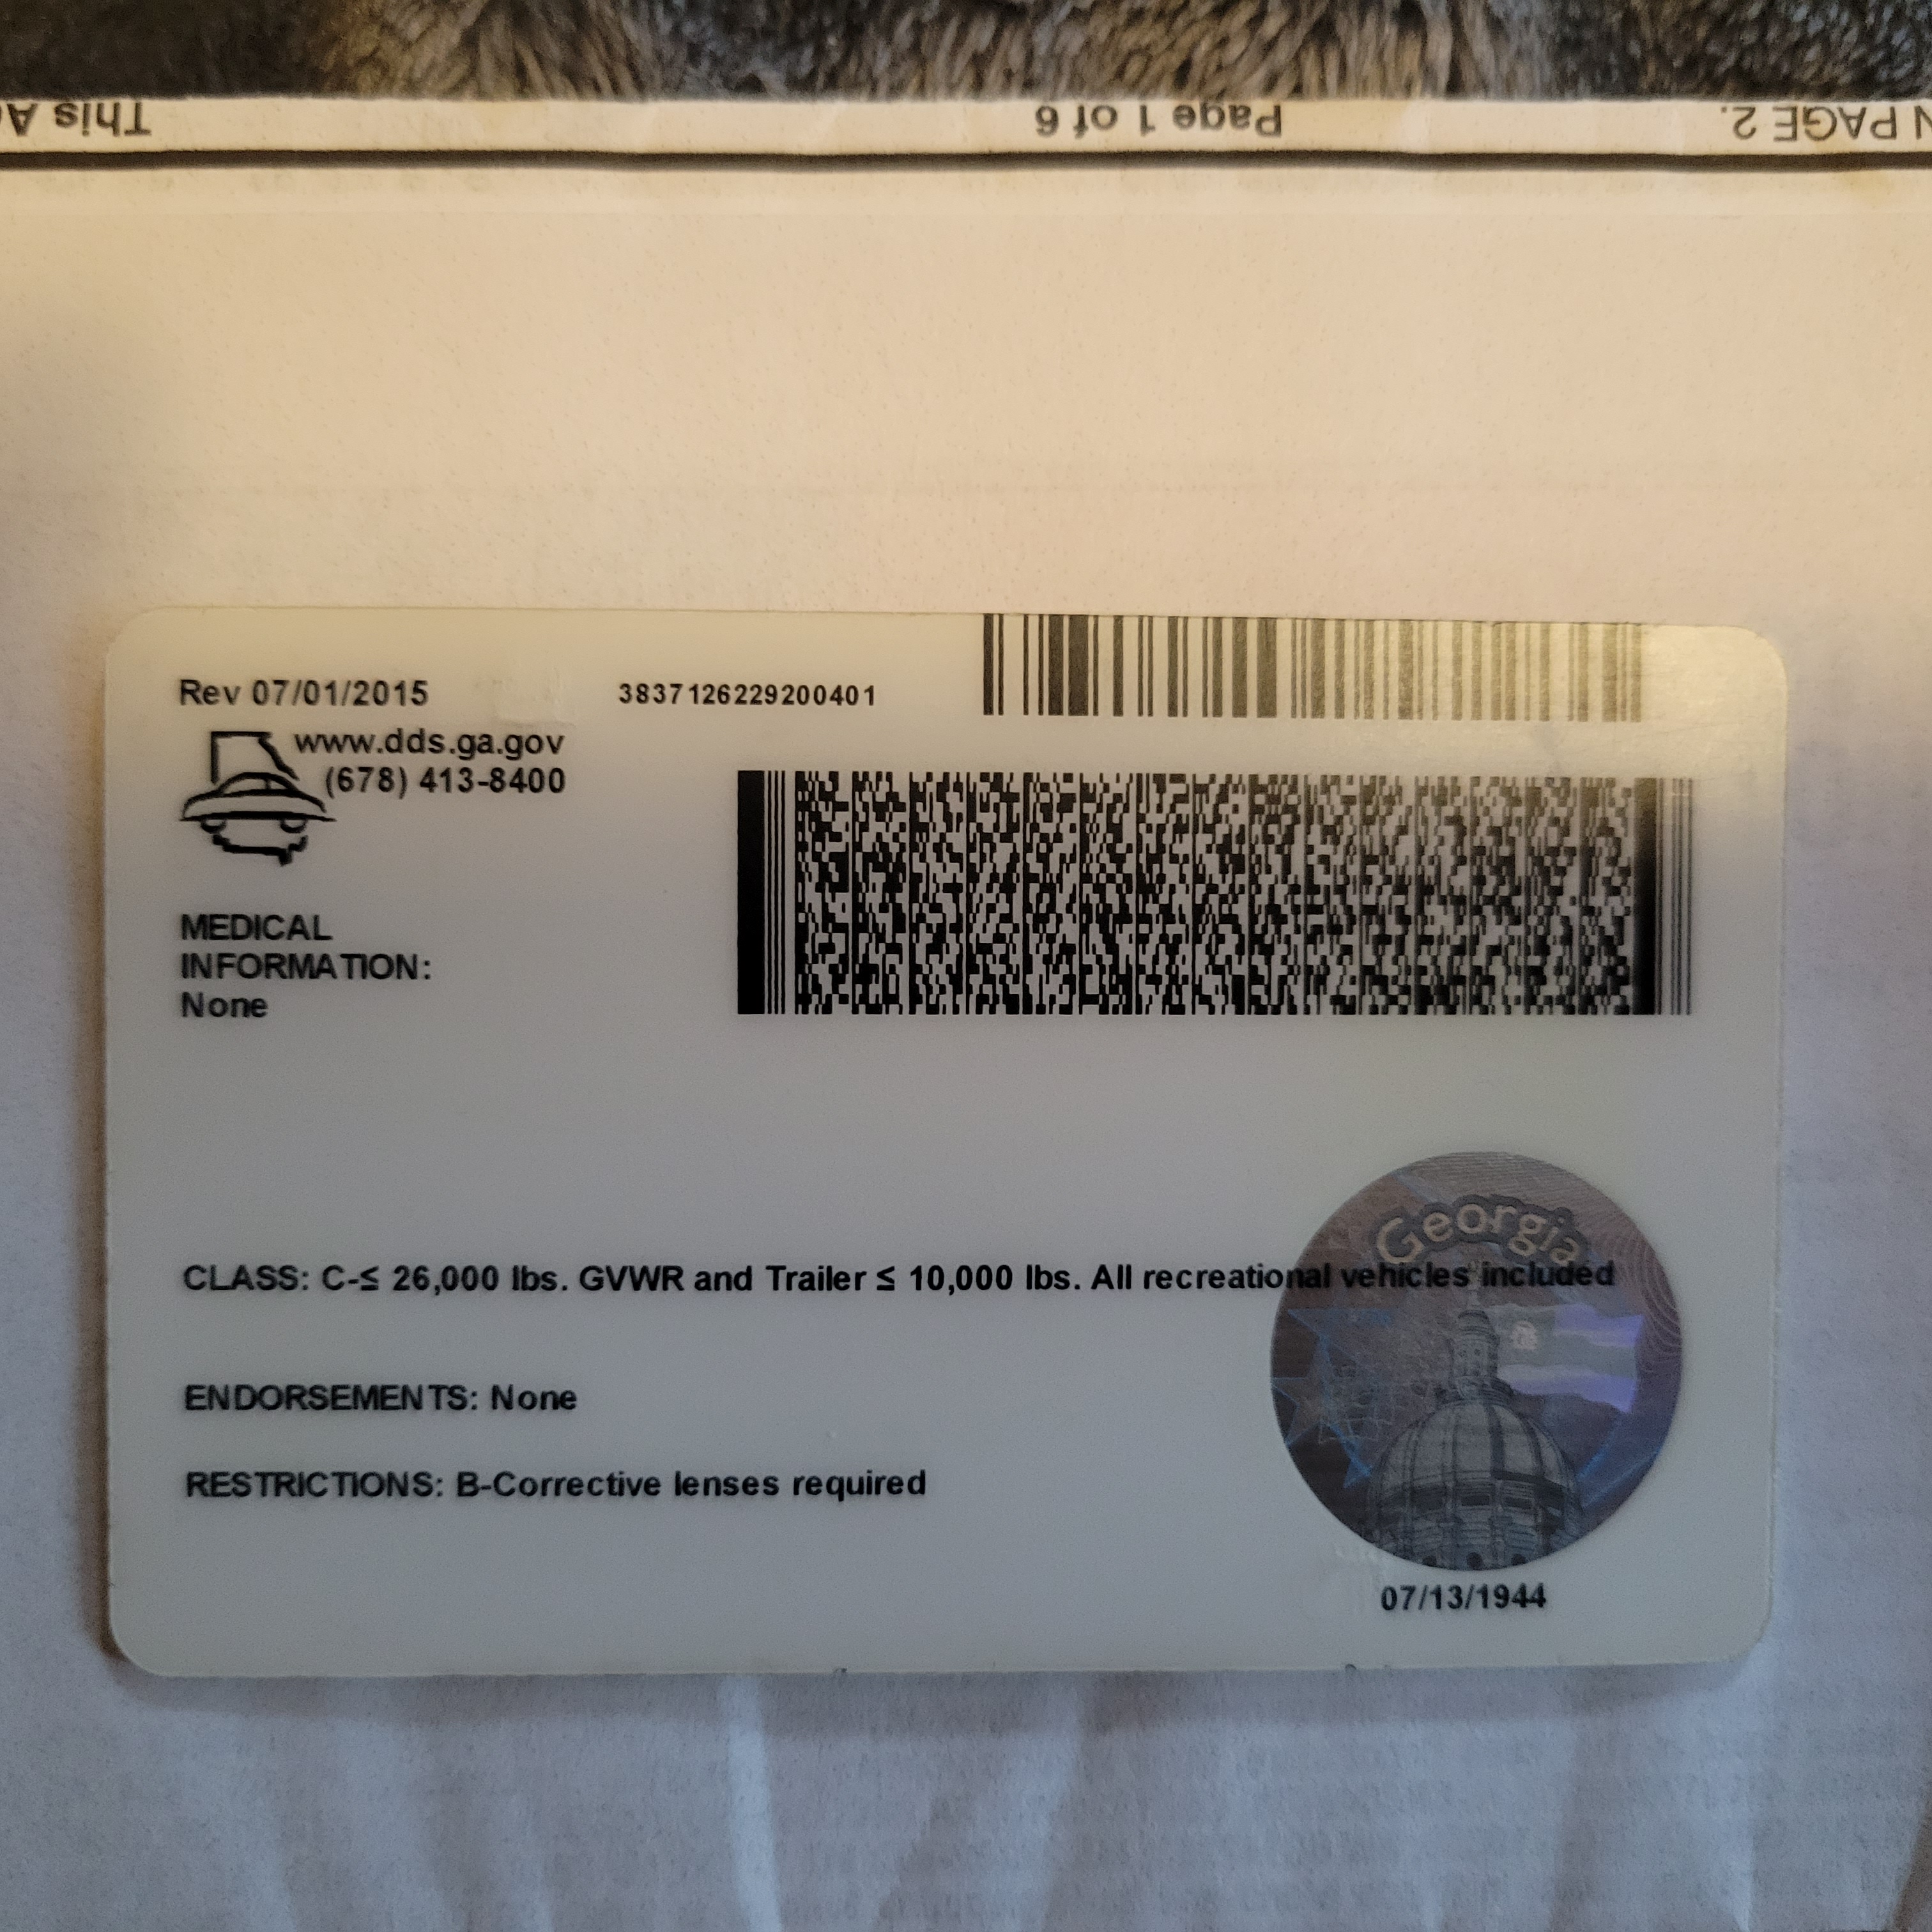 This A
Page 1 of 6
N PAGE 2.
Rev 07/01/2015
3837126229200401
www.dds.ga.gov
(678) 413-8400
MEDICAL
INFORMATION:
None
Georgia
CLASS: C-≤ 26,000 lbs. GVWR and Trailer ≤ 10,000 lbs. All recreational vehicles included
ENDORSEMENTS: None
RESTRICTIONS: B-Corrective lenses required
07/13/1944